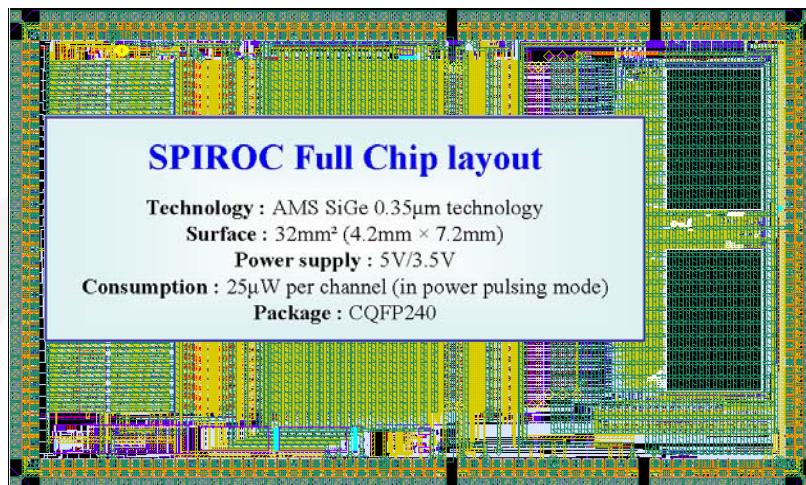 SPIROC Full Chip layout
Technology : AMS SiGe 0.35µm technology
Surface : 32mm² (4.2mm × 7.2mm)
Power supply : 5V/3.5V
Consumption : 25µW per channel (in power pulsing mode)
Package : CQFP240